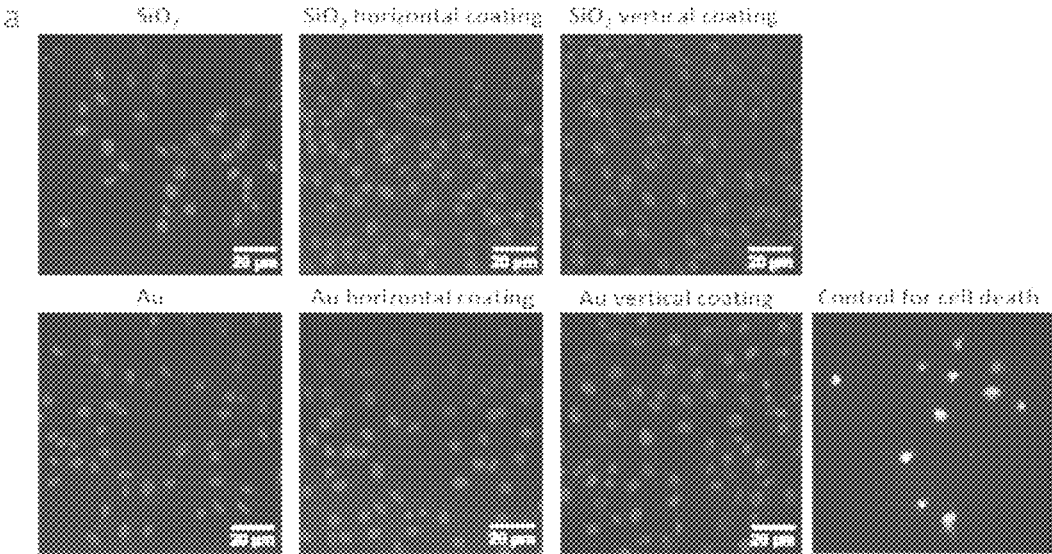 a
SiO₂ SiO₂ horizontal coating SiO₂ vertical coating
20 µm 20 µm 20 µm
Au Au horizontal coating Au vertical coating Control for cell death
20 µm 20 µm 20 µm